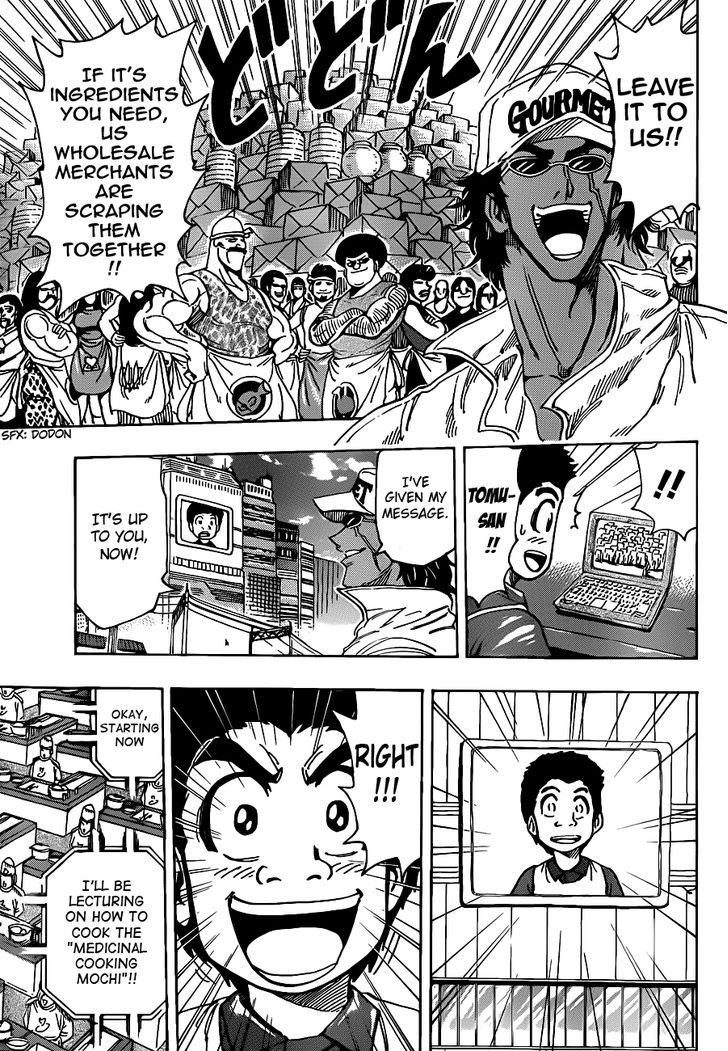 LEAVE
IT TO
US!!
GOURMET
どどん
IF IT'S
INGREDIENTS
YOU NEED,
US
WHOLESALE
MERCHANTS
ARE
SCRAPING
THEM
TOGETHER
!!
SFX: DODON
!!
TOMU-
SAN
!!
I'VE
GIVEN MY
MESSAGE.
IT'S UP
TO YOU,
NOW!
RIGHT
!!!
OKAY,
STARTING
NOW
I'LL BE
LECTURING
ON HOW TO
COOK THE
"MEDICINAL
COOKING
MOCHI"!!